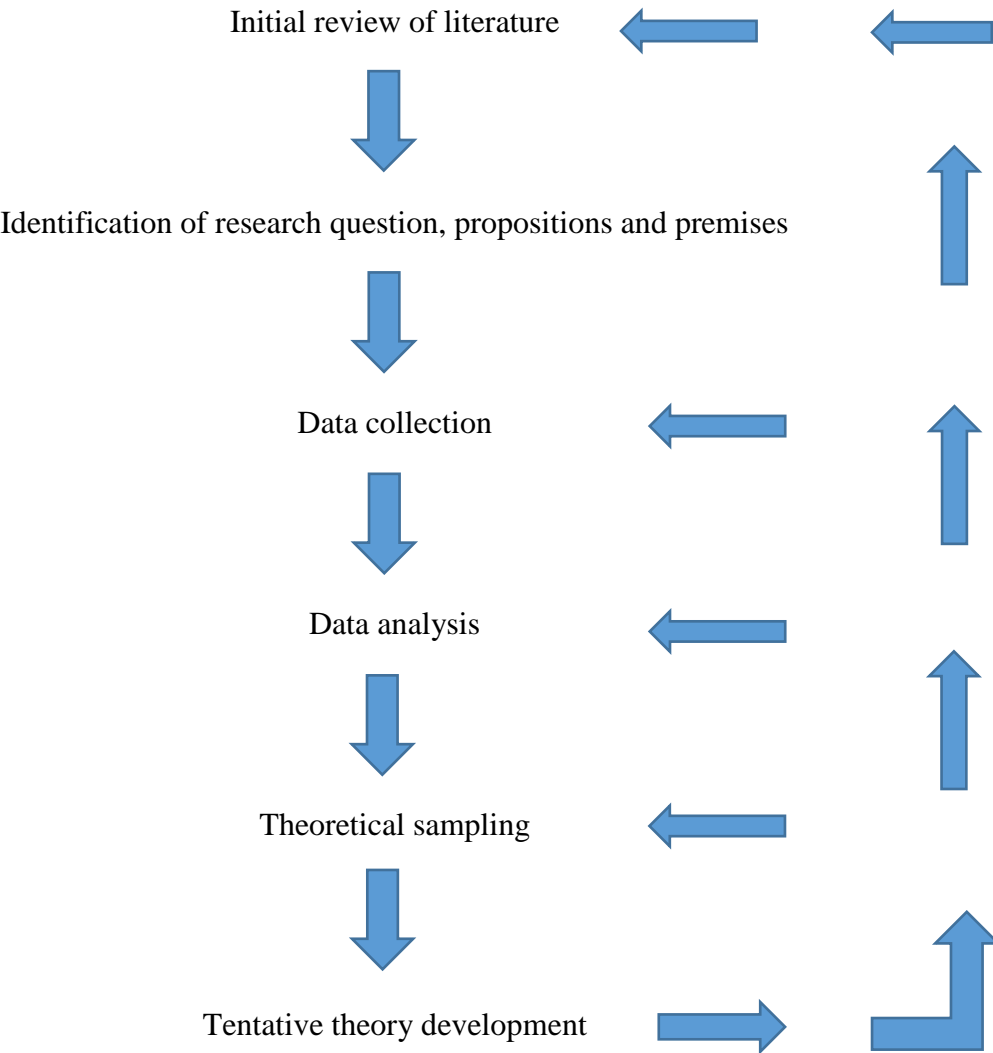 Initial review of literature
Identification of research question, propositions and premises
Data collection
Data analysis
Theoretical sampling
Tentative theory development